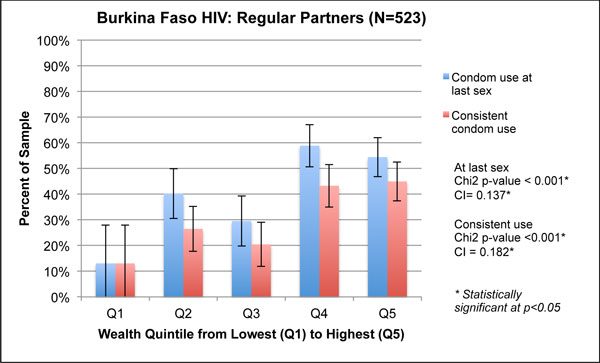 Burkina Faso HIV: Regular Partners (N=523)
100%
90%
80%
70%
60%
50%
40%
30%
20%
10%
0%
Percent of Sample
Q1 Q2 Q3 Q4 Q5
Wealth Quintile from Lowest (Q1) to Highest (Q5)
Condom use at
last sex
Consistent
condom use
At last sex
Chi2 p-value < 0.001*
CI= 0.137*
Consistent use
Chi2 p-value <0.001*
CI = 0.182*
* Statistically
significant at p<0.05